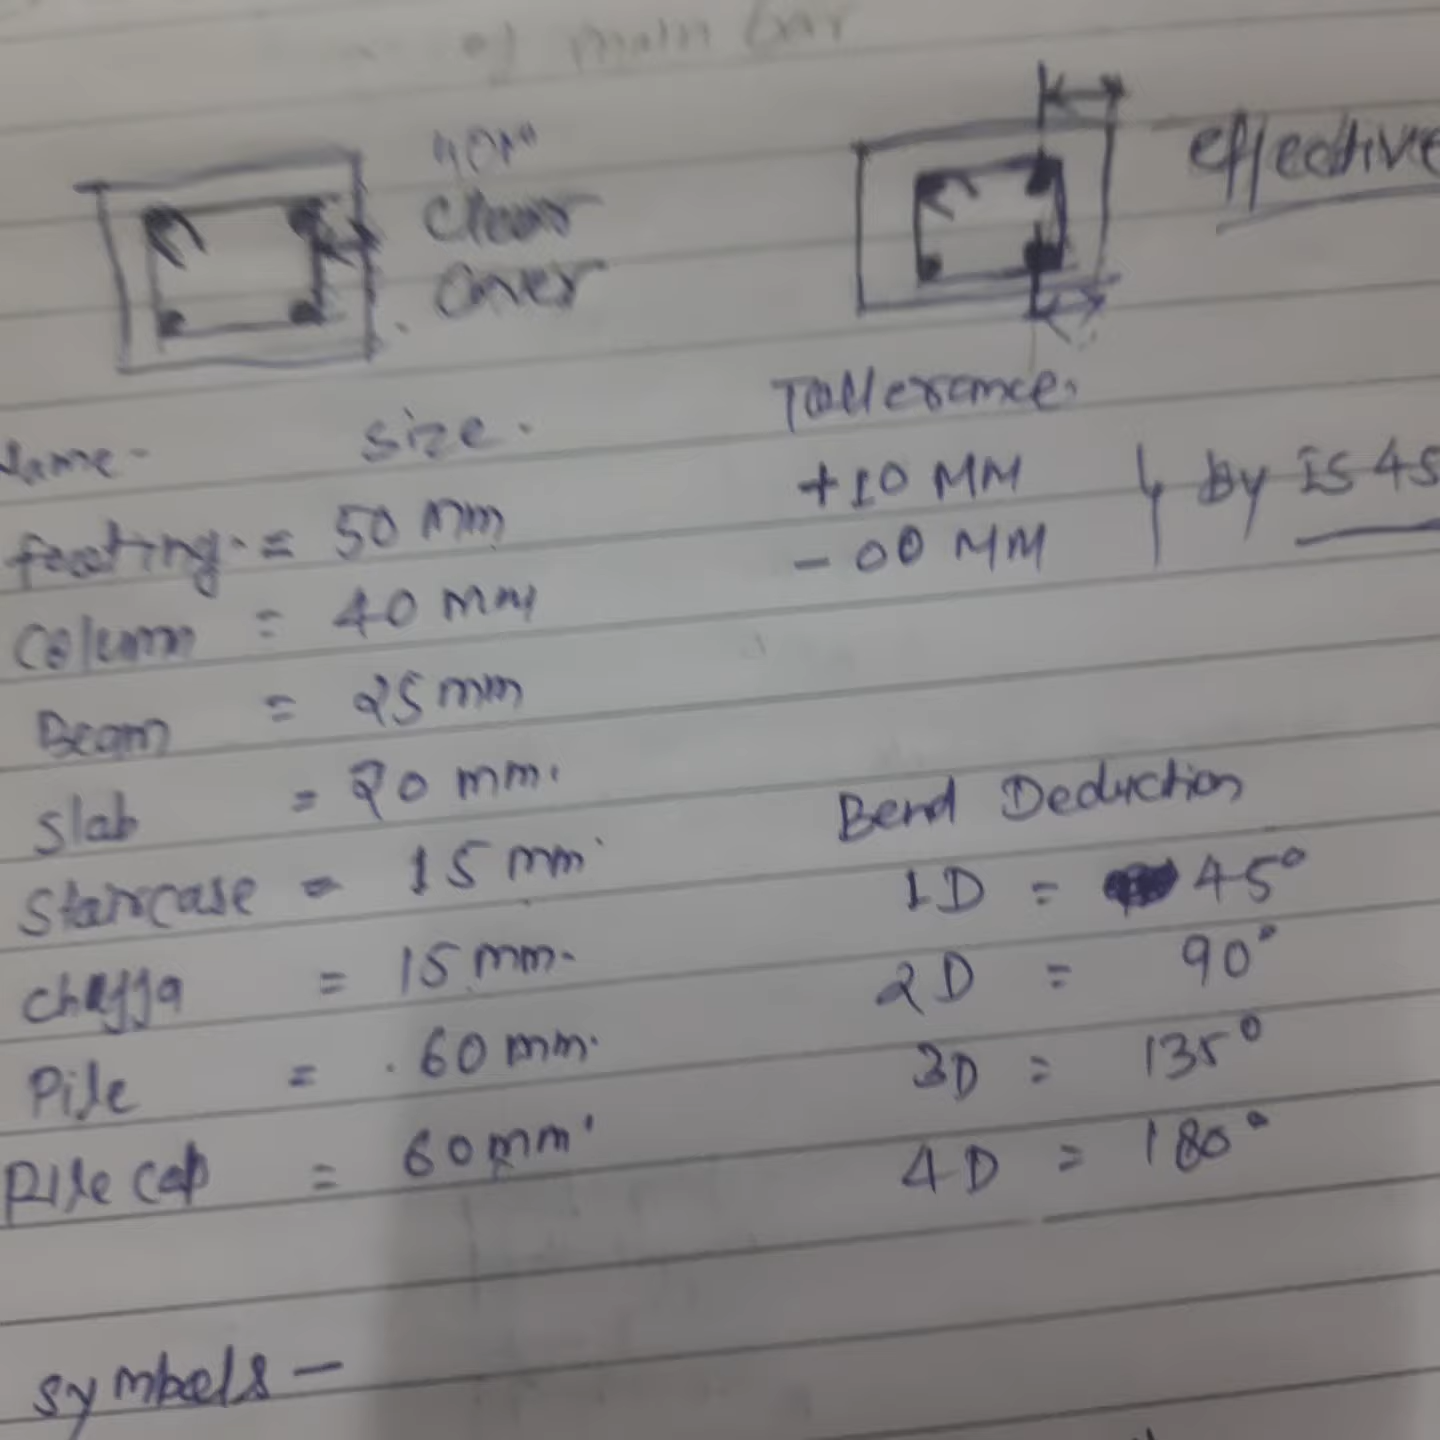 of main bar
clear
cover
effective
Name- size. Tollerance.
footing. = 50 mm +10 MM By IS 45
- 00 MM
Column = 40 mm
Beam = 25 mm
Slab = 20 mm. Bend Deduction
Staircase = 15 mm. 1D = 45°
Chajja = 15 mm. 2D = 90°
Pile = 60 mm. 3D = 135°
Pile cap = 60 mm. 4D = 180°
symbols -